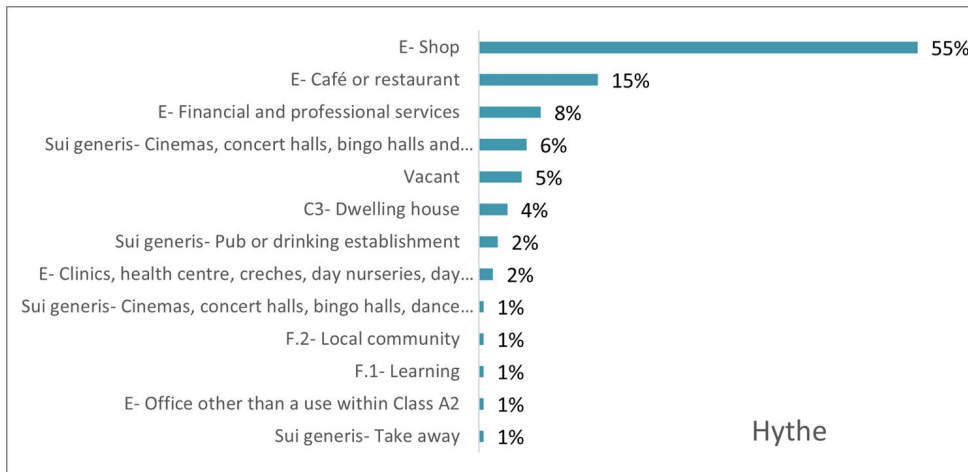 E- Shop 55%
E- Café or restaurant 15%
E- Financial and professional services 8%
Sui generis- Cinemas, concert halls, bingo halls and… 6%
Vacant 5%
C3- Dwelling house 4%
Sui generis- Pub or drinking establishment 2%
E- Clinics, health centre, creches, day nurseries, day… 2%
Sui generis- Cinemas, concert halls, bingo halls, dance… 1%
F.2- Local community 1%
F.1- Learning 1%
E- Office other than a use within Class A2 1%
Sui generis- Take away 1%
Hythe